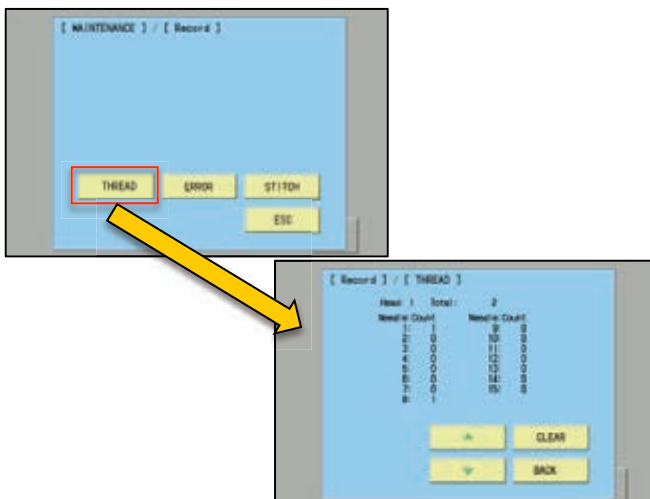 [ MAINTENANCE ] / [ Record ]
THREAD ERROR STITCH
ESC
[ Record ] / [ THREAD ]
Head: 1 Total: 2
Needle Count Needle Count
1: 1 9: 0
2: 0 10: 0
3: 0 11: 0
4: 0 12: 0
5: 0 13: 0
6: 0 14: 0
7: 0 15: 0
8: 1
CLEAR
BACK